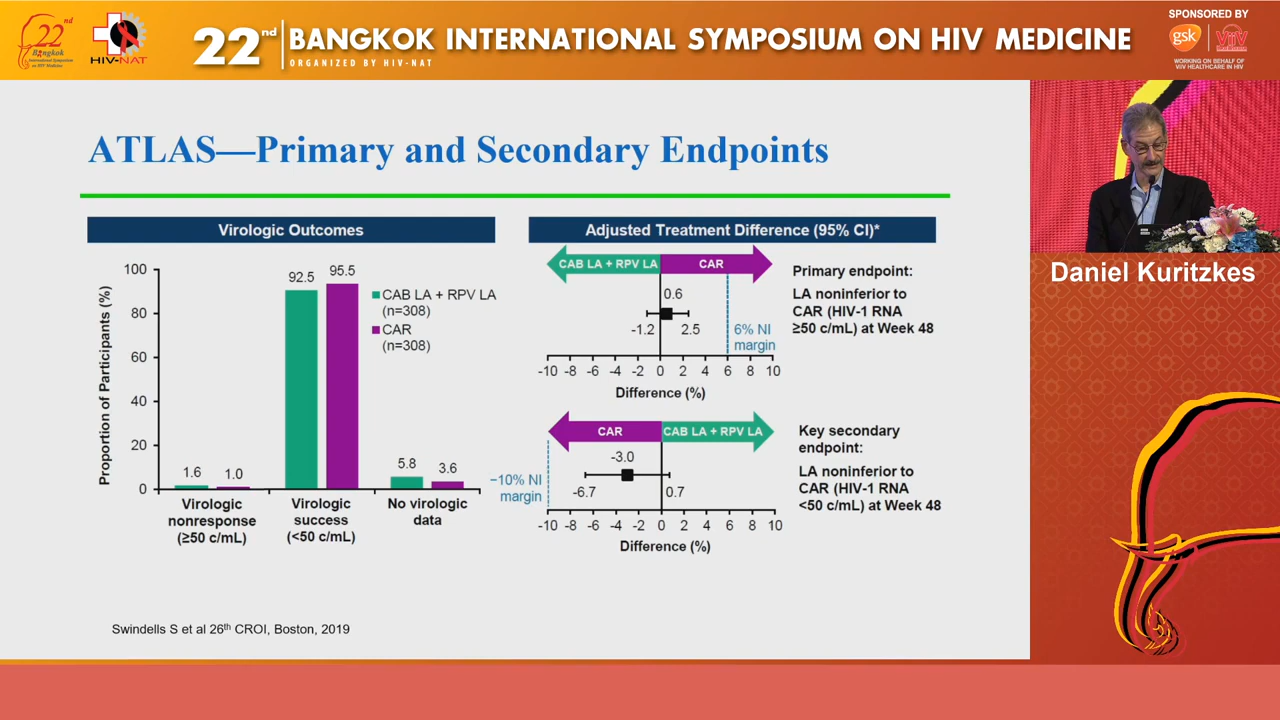 22nd
Bangkok
International Symposium
on HIV Medicine
HIV-NAT
22nd
BANGKOK INTERNATIONAL SYMPOSIUM ON HIV MEDICINE
ORGANIZED BY HIV-NAT
SPONSORED BY
gsk
ViiV
Healthcare
WORKING ON BEHALF OF
ViiV HEALTHCARE IN HIV
ATLAS—Primary and Secondary Endpoints
Virologic Outcomes
Proportion of Participants (%)
100
80
60
40
20
0
1.6
1.0
92.5
95.5
5.8
3.6
CAB LA + RPV LA
(n=308)
CAR
(n=308)
Virologic
nonresponse
(≥50 c/mL)
Virologic
success
(<50 c/mL)
No virologic
data
Adjusted Treatment Difference (95% CI)*
CAB LA + RPV LA
CAR
0.6
-1.2
2.5
6% NI
margin
-10 -8 -6 -4 -2 0 2 4 6 8 10
Difference (%)
Primary endpoint:
LA noninferior to
CAR (HIV-1 RNA
≥50 c/mL) at Week 48
CAR
CAB LA + RPV LA
-3.0
-6.7
0.7
−10% NI
margin
-10 -8 -6 -4 -2 0 2 4 6 8 10
Difference (%)
Key secondary
endpoint:
LA noninferior to
CAR (HIV-1 RNA
<50 c/mL) at Week 48
Swindells S et al 26th CROI, Boston, 2019
Daniel Kuritzkes